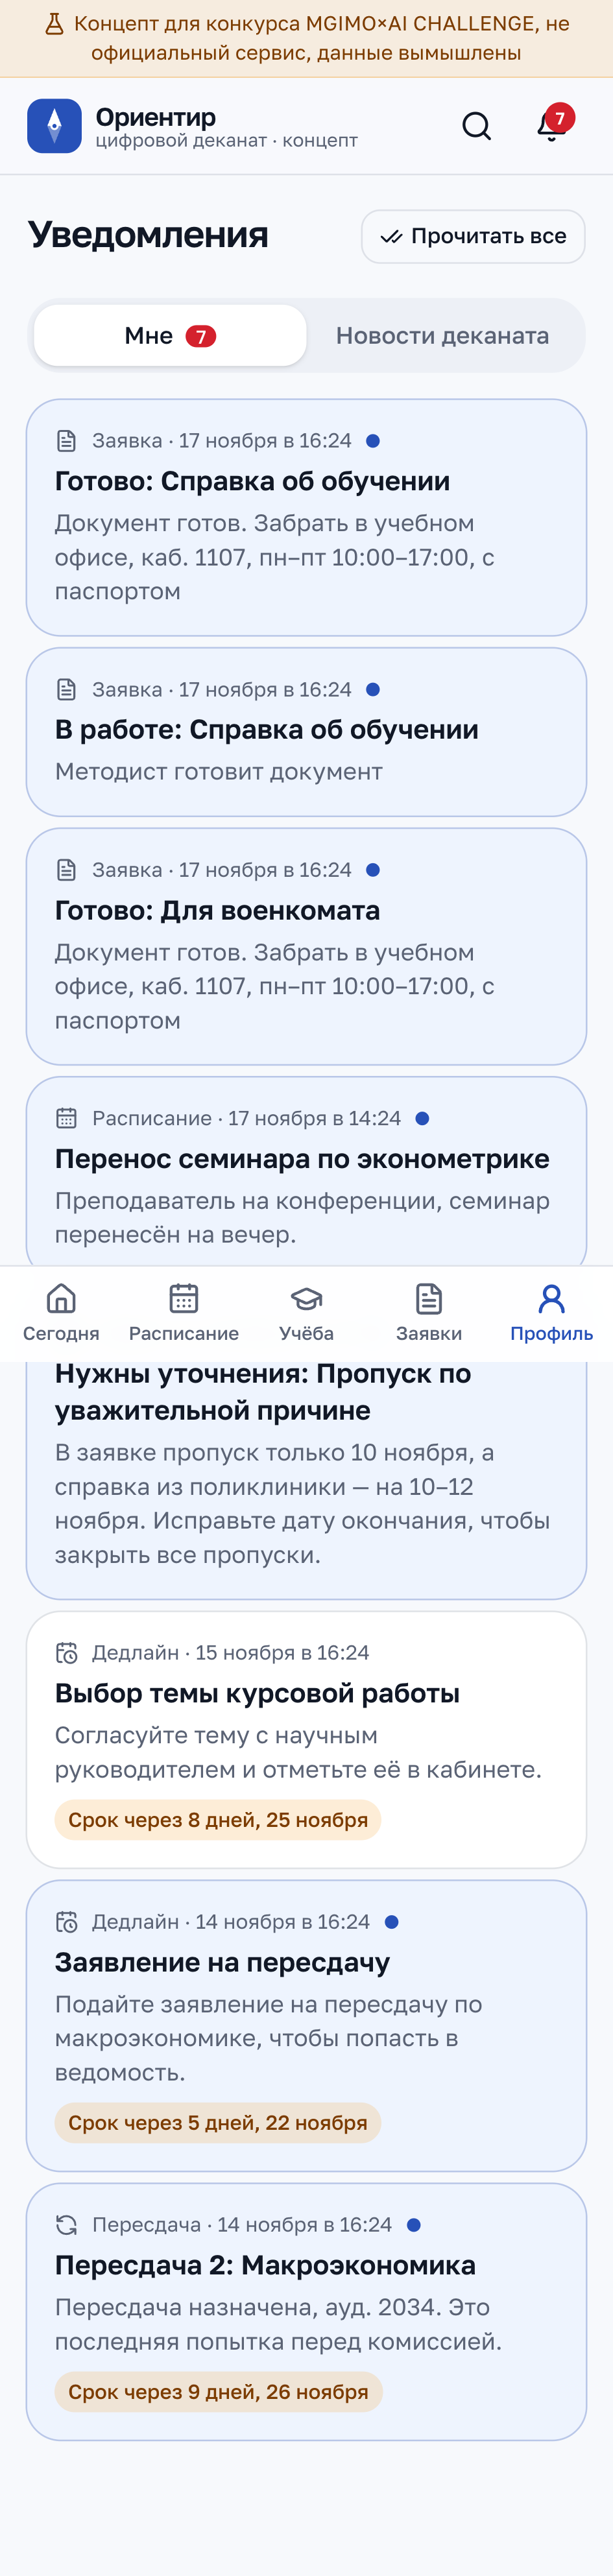 Концепт для конкурса MGIMO×AI CHALLENGE, не
официальный сервис, данные вымышлены
Ориентир
цифровой деканат · концепт
7
Уведомления
Прочитать все
Мне 7
Новости деканата
Заявка · 17 ноября в 16:24
Готово: Справка об обучении
Документ готов. Забрать в учебном
офисе, каб. 1107, пн–пт 10:00–17:00, с
паспортом
Заявка · 17 ноября в 16:24
В работе: Справка об обучении
Методист готовит документ
Заявка · 17 ноября в 16:24
Готово: Для военкомата
Документ готов. Забрать в учебном
офисе, каб. 1107, пн–пт 10:00–17:00, с
паспортом
Расписание · 17 ноября в 14:24
Перенос семинара по эконометрике
Преподаватель на конференции, семинар
перенесён на вечер.
Сегодня
Расписание
Учёба
Заявки
Профиль
Нужны уточнения: Пропуск по
уважительной причине
В заявке пропуск только 10 ноября, а
справка из поликлиники — на 10–12
ноября. Исправьте дату окончания, чтобы
закрыть все пропуски.
Дедлайн · 15 ноября в 16:24
Выбор темы курсовой работы
Согласуйте тему с научным
руководителем и отметьте её в кабинете.
Срок через 8 дней, 25 ноября
Дедлайн · 14 ноября в 16:24
Заявление на пересдачу
Подайте заявление на пересдачу по
макроэкономике, чтобы попасть в
ведомость.
Срок через 5 дней, 22 ноября
Пересдача · 14 ноября в 16:24
Пересдача 2: Макроэкономика
Пересдача назначена, ауд. 2034. Это
последняя попытка перед комиссией.
Срок через 9 дней, 26 ноября